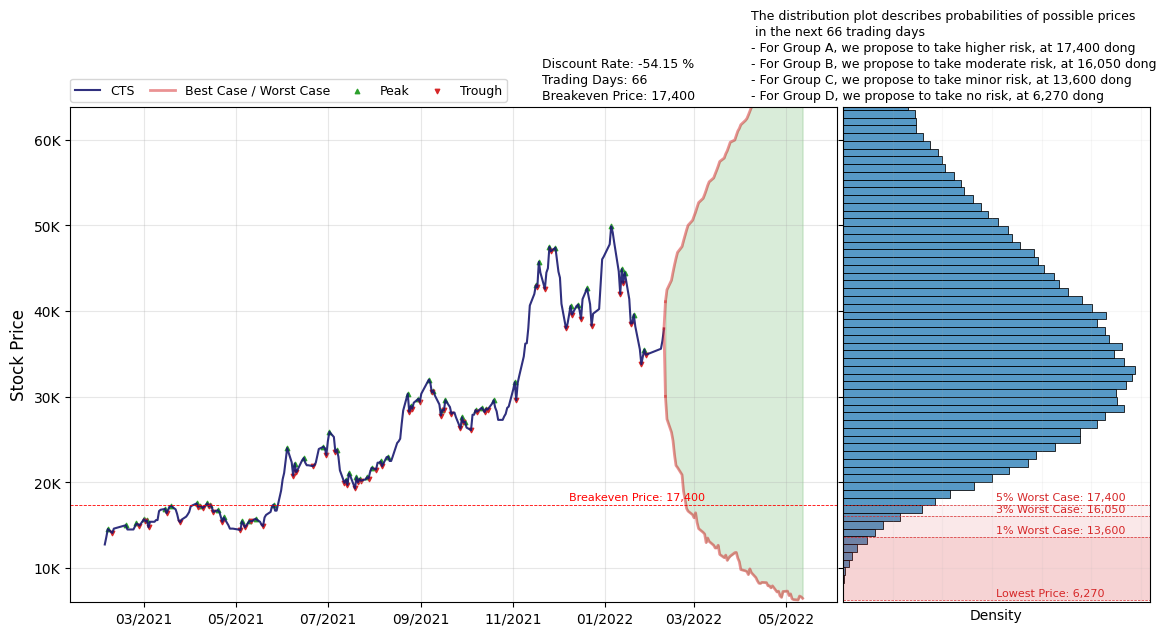 The distribution plot describes probabilities of possible prices
in the next 66 trading days
- For Group A, we propose to take higher risk, at 17,400 dong
- For Group B, we propose to take moderate risk, at 16,050 dong
- For Group C, we propose to take minor risk, at 13,600 dong
- For Group D, we propose to take no risk, at 6,270 dong
Discount Rate: -54.15 %
Trading Days: 66
Breakeven Price: 17,400
CTS
Best Case / Worst Case
Peak
Trough
Stock Price
60K
50K
40K
30K
20K
10K
Breakeven Price: 17,400
5% Worst Case: 17,400
3% Worst Case: 16,050
1% Worst Case: 13,600
Lowest Price: 6,270
03/2021
05/2021
07/2021
09/2021
11/2021
01/2022
03/2022
05/2022
Density